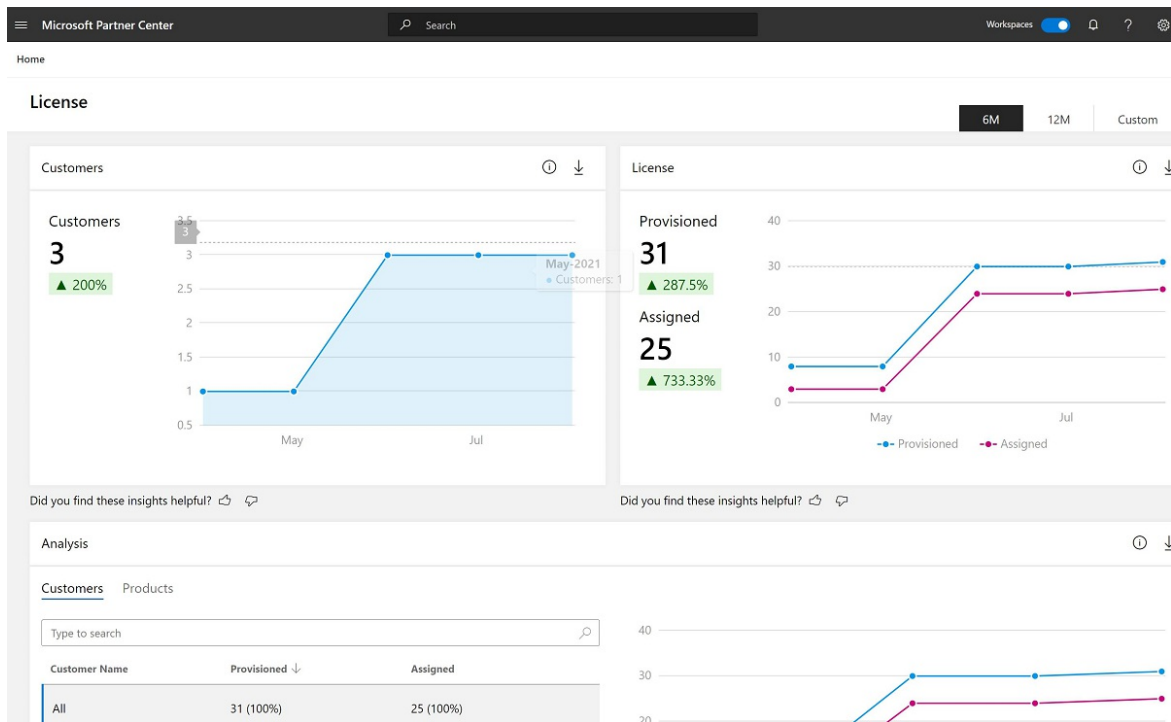 Microsoft Partner Center
Search
Workspaces
Home
License
6M 12M Custom
Customers
Customers
3
▲ 200%
3.5
3
3
2.5
2
1.5
1
0.5
May Jul
May-2021
Customers: 1
License
Provisioned
31
▲ 287.5%
Assigned
25
▲ 733.33%
40
30
20
10
0
May Jul
Provisioned Assigned
Did you find these insights helpful?
Did you find these insights helpful?
Analysis
Customers Products
Type to search
Customer Name Provisioned ↓ Assigned
All 31 (100%) 25 (100%)
40
30
20